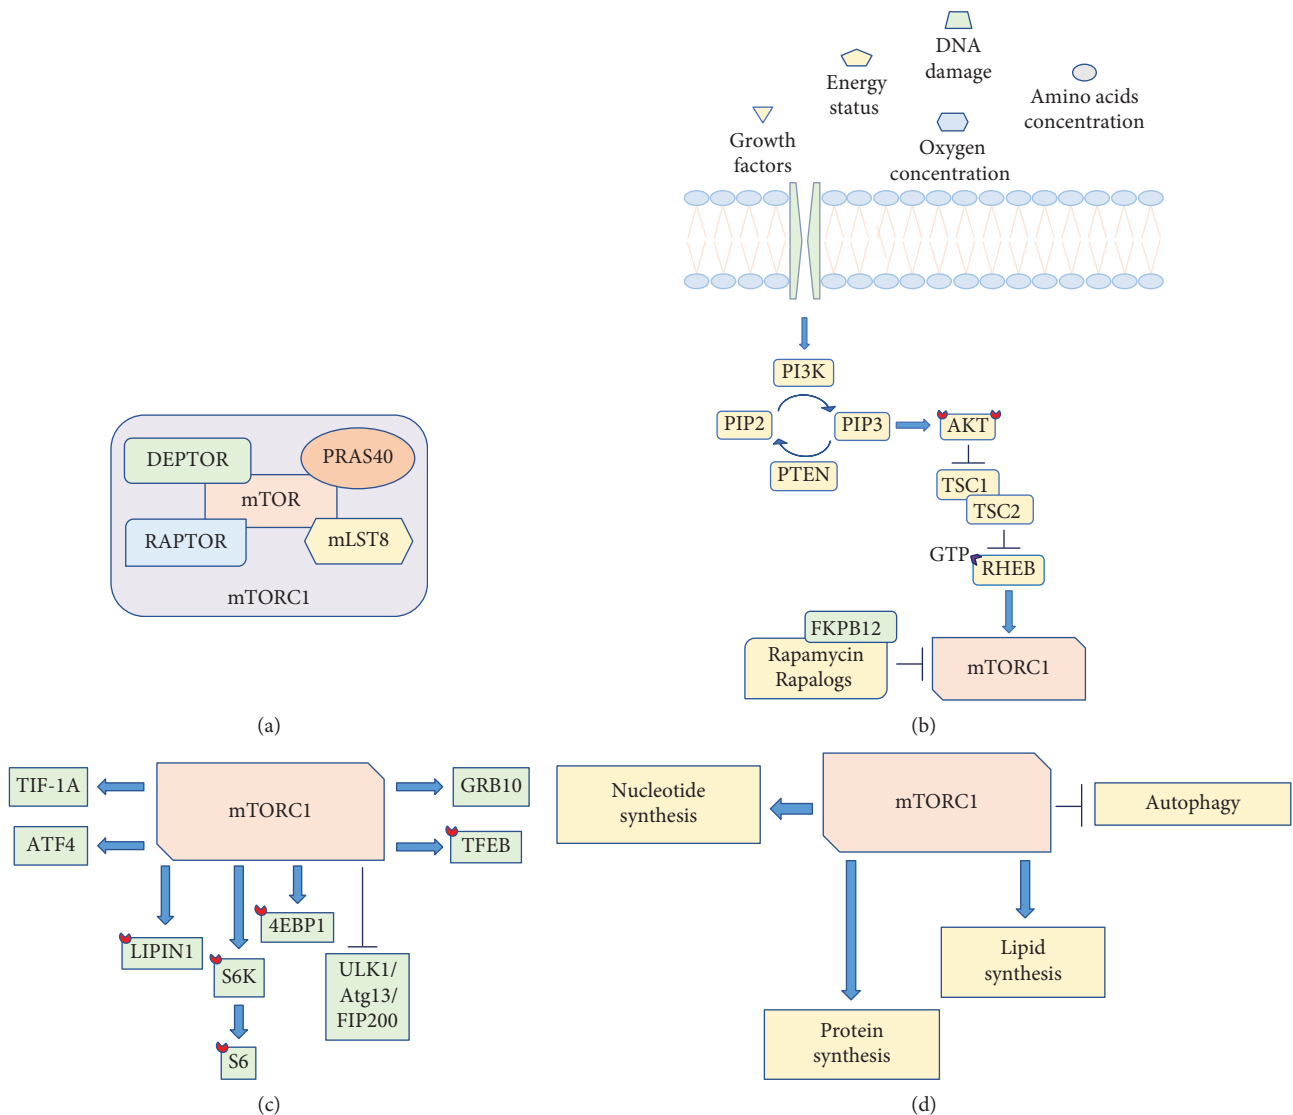 DEPTOR
PRAS40
mTOR
RAPTOR
mLST8
mTORC1
(a)
DNA
damage
Energy
status
Amino acids
concentration
Growth
factors
Oxygen
concentration
PI3K
PIP2
PIP3
AKT
PTEN
TSC1
TSC2
GTP
RHEB
FKPB12
Rapamycin
Rapalogs
mTORC1
(b)
TIF-1A
mTORC1
GRB10
ATF4
TFEB
LIPIN1
4EBP1
S6K
ULK1/
Atg13/
FIP200
S6
(c)
Nucleotide
synthesis
mTORC1
Autophagy
Lipid
synthesis
Protein
synthesis
(d)